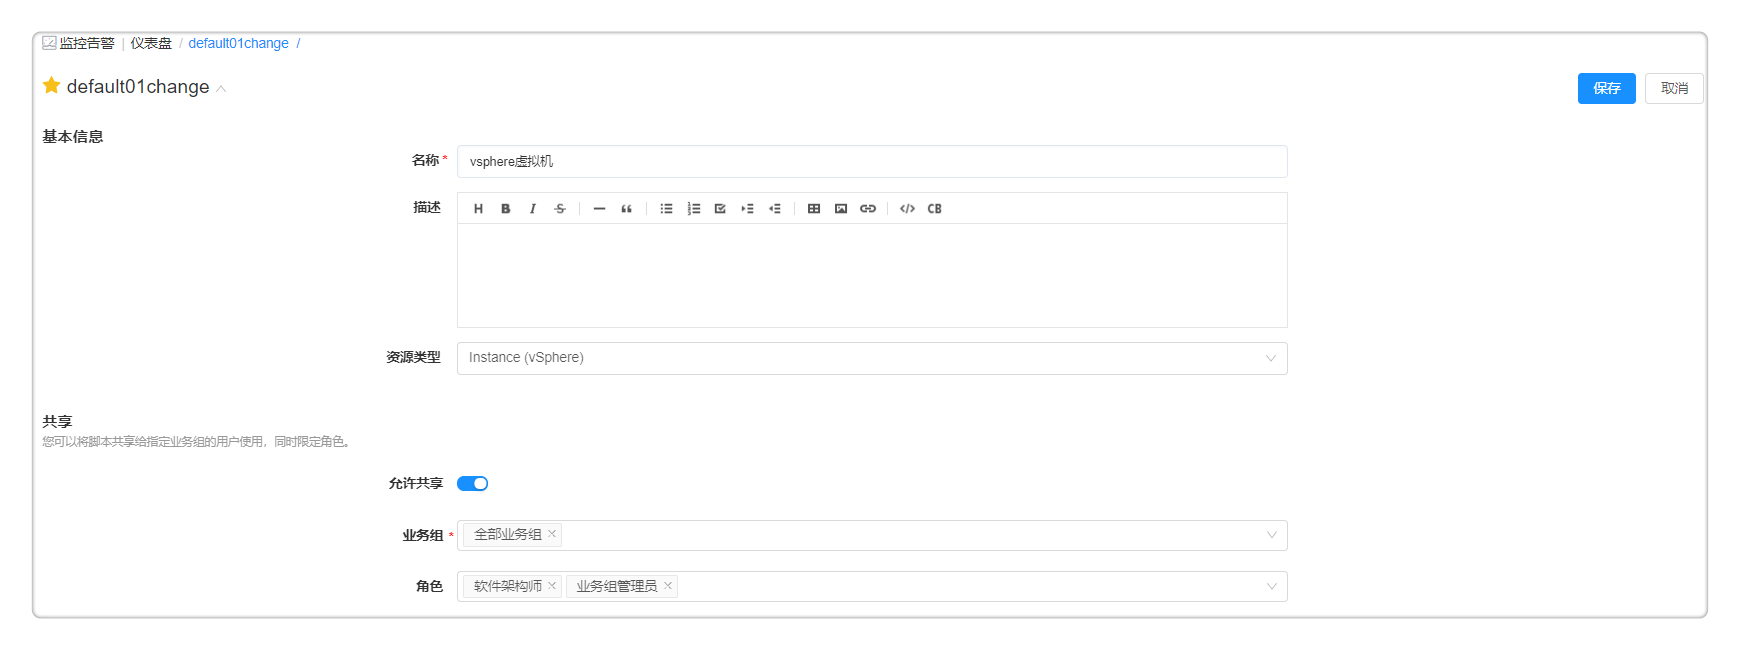 监控告警 | 仪表盘 / default01change /
default01change
保存 取消
基本信息
名称 * vsphere虚拟机
描述 H B I S — “ </> CB
资源类型 Instance (vSphere)
共享
您可以将脚本共享给指定业务组的用户使用，同时限定角色。
允许共享
业务组 * 全部业务组 ×
角色 软件架构师 × 业务组管理员 ×